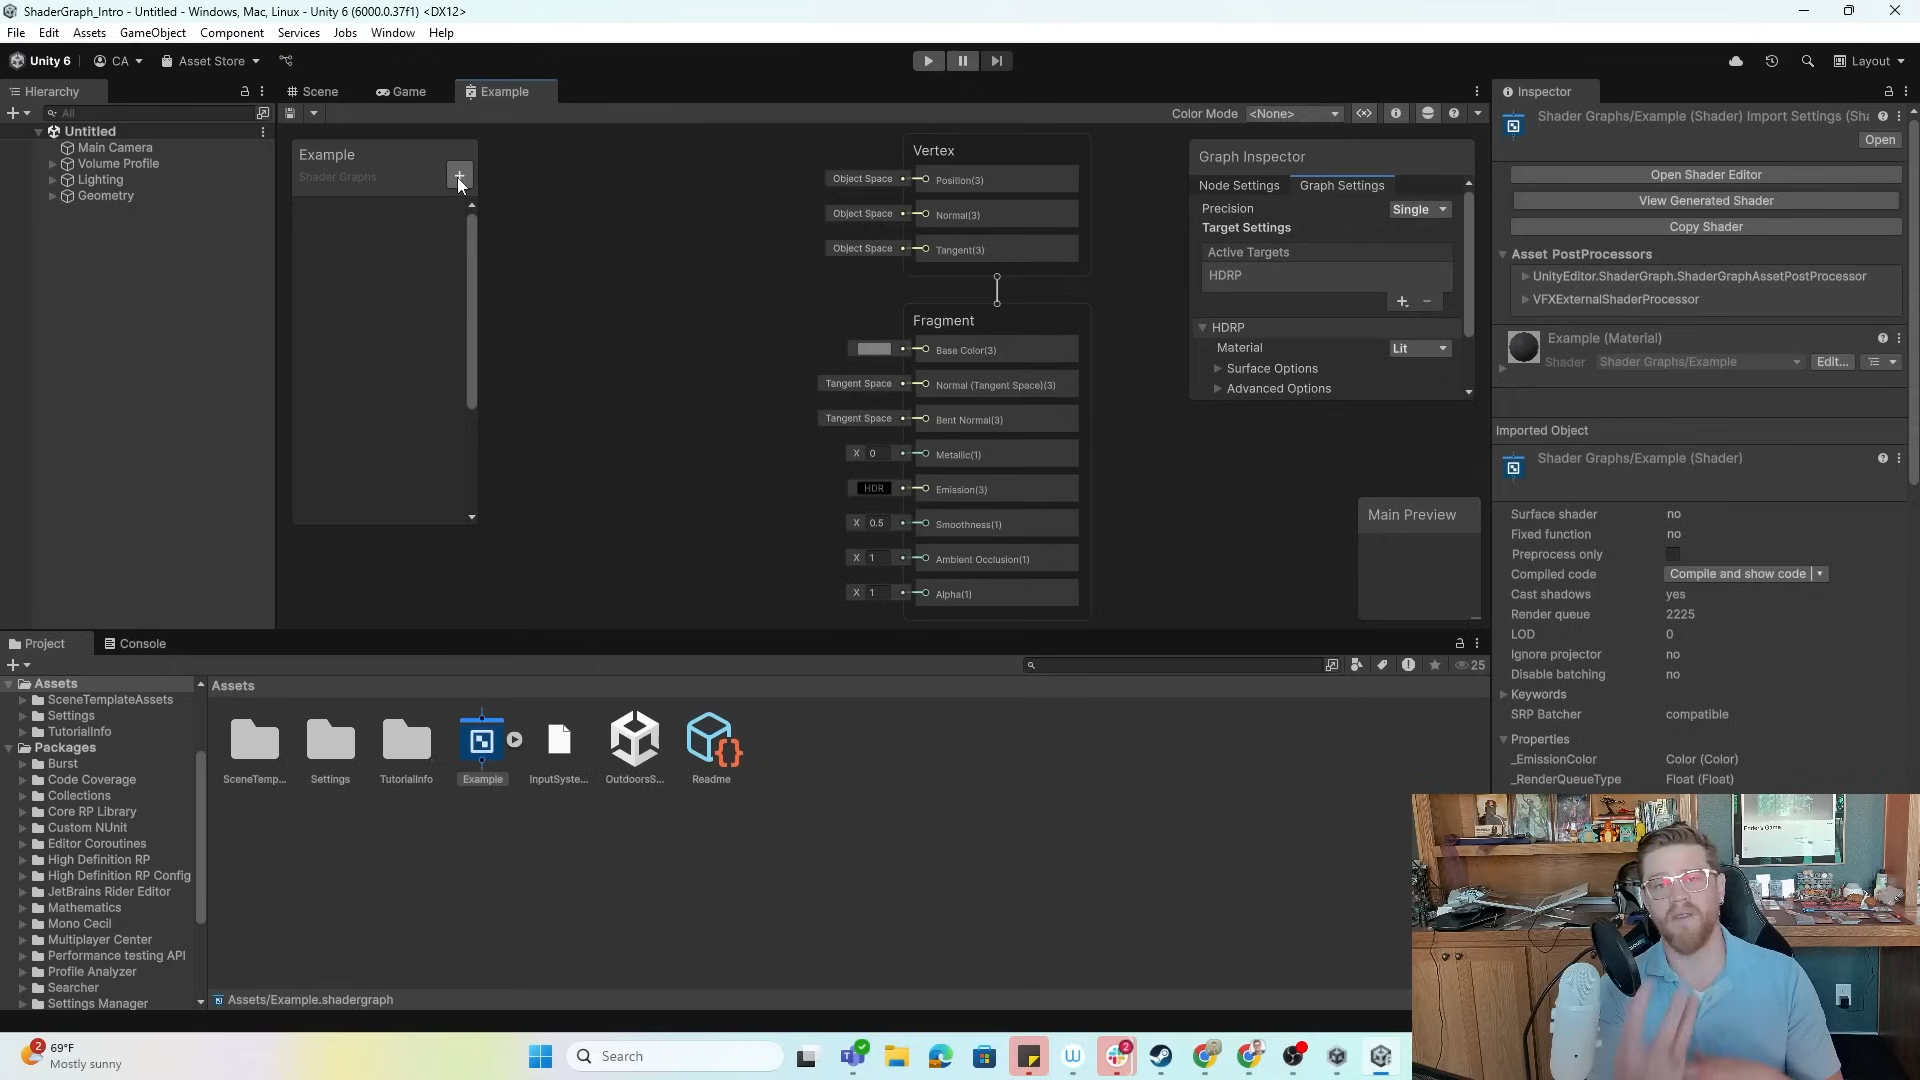 ShaderGraph_Intro - Untitled - Windows, Mac, Linux - Unity 6 (6000.0.37f1) <DX12>
File Edit Assets GameObject Component Services Jobs Window Help
Unity 6 CA Asset Store Layout
Hierarchy
All
Untitled
Main Camera
Volume Profile
Lighting
Geometry
Scene Game Example
Color Mode <None>
Example
Shader Graphs
Vertex
Object Space Position(3)
Object Space Normal(3)
Object Space Tangent(3)
Fragment
Base Color(3)
Tangent Space Normal (Tangent Space)(3)
Tangent Space Bent Normal(3)
X 0 Metallic(1)
HDR Emission(3)
X 0.5 Smoothness(1)
X 1 Ambient Occlusion(1)
X 1 Alpha(1)
Graph Inspector
Node Settings Graph Settings
Precision Single
Target Settings
Active Targets
HDRP
HDRP
Material Lit
Surface Options
Advanced Options
Main Preview
Inspector
Shader Graphs/Example (Shader) Import Settings (Sha
Open
Open Shader Editor
View Generated Shader
Copy Shader
Asset PostProcessors
UnityEditor.ShaderGraph.ShaderGraphAssetPostProcessor
VFXExternalShaderProcessor
Example (Material)
Shader Shader Graphs/Example Edit...
Imported Object
Shader Graphs/Example (Shader)
Surface shader no
Fixed function no
Preprocess only
Compiled code Compile and show code
Cast shadows yes
Render queue 2225
LOD 0
Ignore projector no
Disable batching no
Keywords
SRP Batcher compatible
Properties
_EmissionColor Color (Color)
_RenderQueueType Float (Float)
Project Console
25
Assets
SceneTemplateAssets
Settings
TutorialInfo
Packages
Burst
Code Coverage
Collections
Core RP Library
Custom NUnit
Editor Coroutines
High Definition RP
High Definition RP Config
JetBrains Rider Editor
Mathematics
Mono Cecil
Multiplayer Center
Performance testing API
Profile Analyzer
Searcher
Settings Manager
Assets
SceneTemp... Settings TutorialInfo Example InputSyste... OutdoorsS... Readme
Assets/Example.shadergraph
Ender's Game
2
69°F
Mostly sunny
Search
2